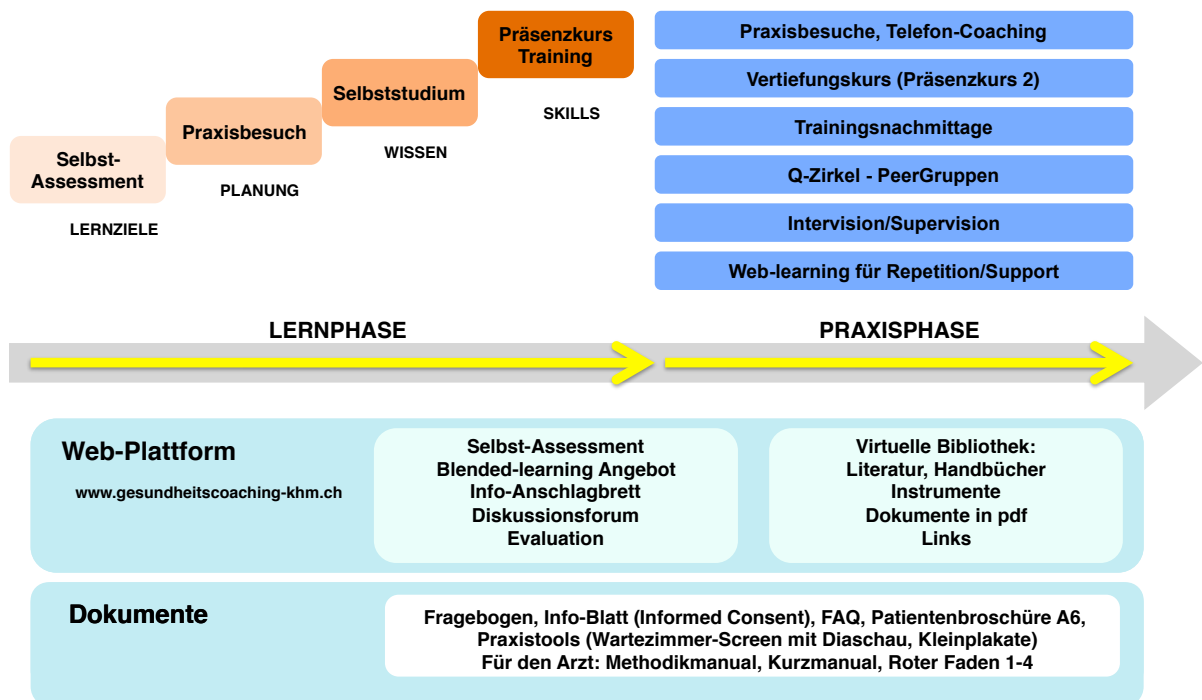 Präsenzkurs
Training
Selbststudium
Praxisbesuch
Selbst-
Assessment
SKILLS
WISSEN
PLANUNG
LERNZIELE
Praxisbesuche, Telefon-Coaching
Vertiefungskurs (Präsenzkurs 2)
Trainingsnachmittage
Q-Zirkel - PeerGruppen
Intervision/Supervision
Web-learning für Repetition/Support
LERNPHASE
PRAXISPHASE
Web-Plattform
www.gesundheitscoaching-khm.ch
Selbst-Assessment
Blended-learning Angebot
Info-Anschlagbrett
Diskussionsforum
Evaluation
Virtuelle Bibliothek:
Literatur, Handbücher
Instrumente
Dokumente in pdf
Links
Dokumente
Fragebogen, Info-Blatt (Informed Consent), FAQ, Patientenbroschüre A6,
Praxistools (Wartezimmer-Screen mit Diaschau, Kleinplakate)
Für den Arzt: Methodikmanual, Kurzmanual, Roter Faden 1-4